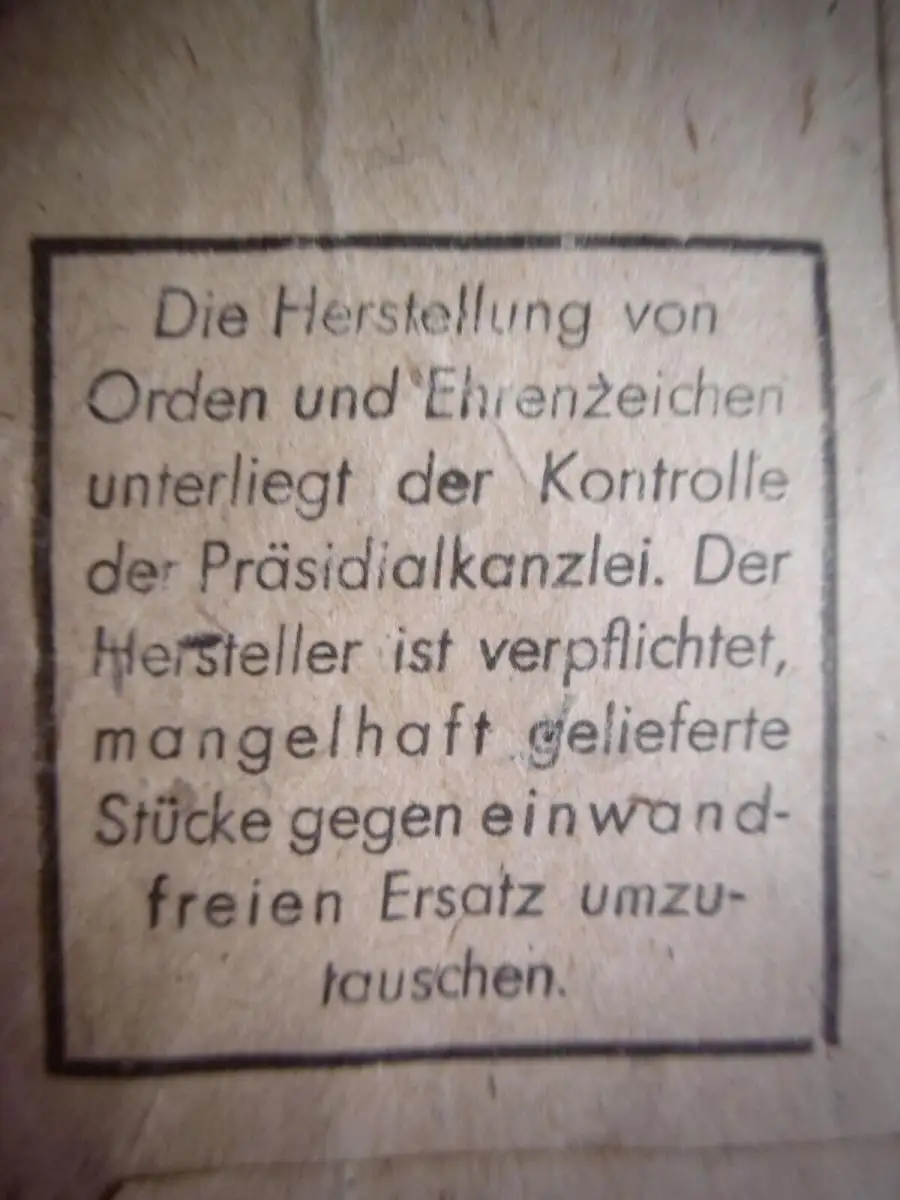 Die Herstellung von
Orden und Ehrenzeichen
unterliegt der Kontrolle
der Präsidialkanzlei. Der
Hersteller ist verpflichtet,
mangelhaft gelieferte
Stücke gegen einwand-
freien Ersatz umzu-
tauschen.